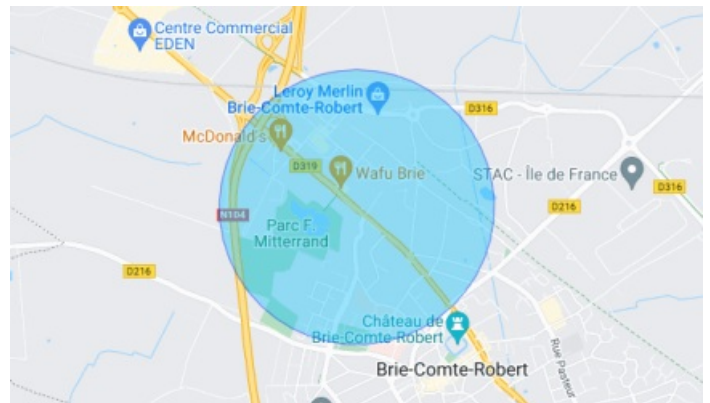 Centre Commercial
EDEN
Leroy Merlin
Brie-Comte-Robert
D316
McDonald's
D319
Wafu Brie
STAC - Île de France
D316
D216
N104
Parc F.
Mitterrand
D216
Château de
Brie-Comte Robert
Rue Pasteur
Brie-Comte-Robert